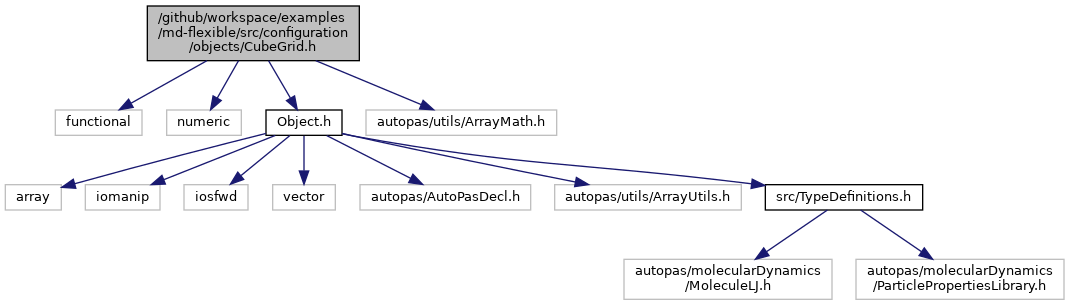 /github/workspace/examples
/md-flexible/src/configuration
/objects/CubeGrid.h
functional
numeric
Object.h
autopas/utils/ArrayMath.h
array
iomanip
iosfwd
vector
autopas/AutoPasDecl.h
autopas/utils/ArrayUtils.h
src/TypeDefinitions.h
autopas/molecularDynamics
/MoleculeLJ.h
autopas/molecularDynamics
/ParticlePropertiesLibrary.h